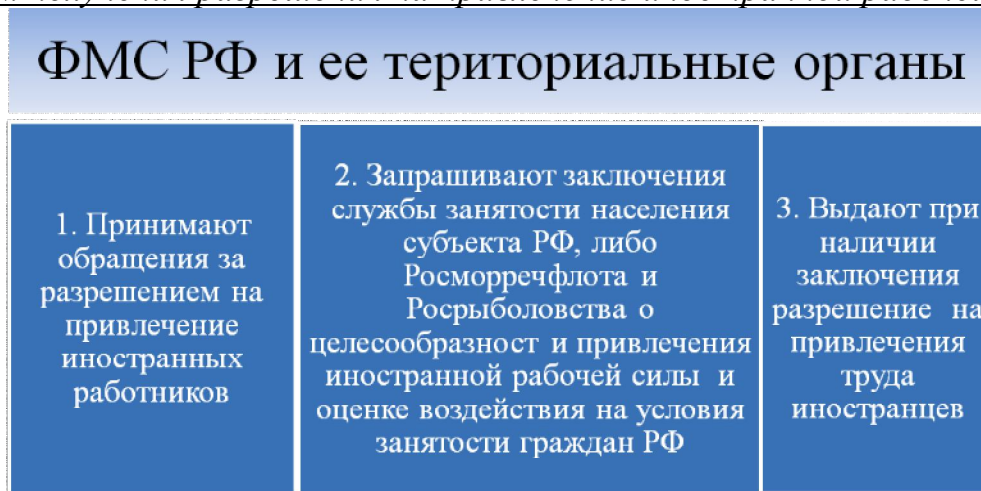 ФМС РФ и ее териториальные органы
1. Принимают
обращения за
разрешением на
привлечение
иностранных
работников
2. Запрашивают заключения
службы занятости населения
субъекта РФ, либо
Росморречфлота и
Росрыболовства о
целесообразност и привлечения
иностранной рабочей силы и
оценке воздействия на условия
занятости граждан РФ
3. Выдают при
наличии
заключения
разрешение на
привлечения
труда
иностранцев